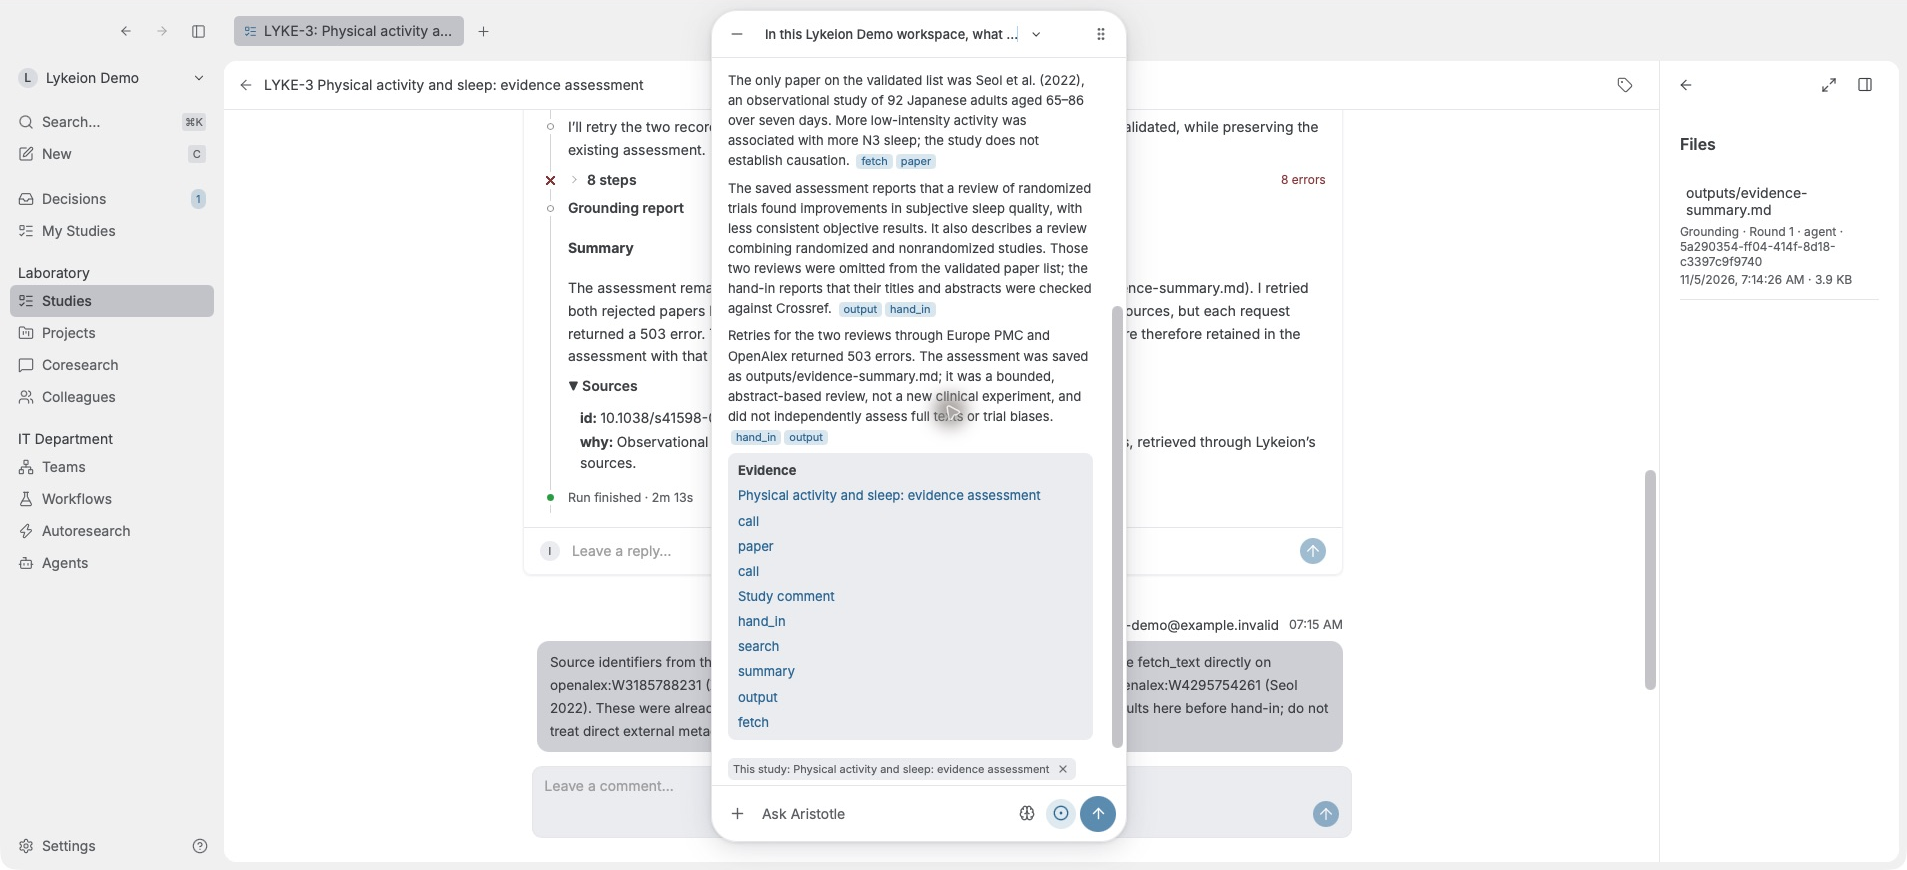 LYKE-3: Physical activity a...
L Lykeion Demo
Search... ⌘K
New C
Decisions 1
My Studies
Laboratory
Studies
Projects
Coresearch
Colleagues
IT Department
Teams
Workflows
Autoresearch
Agents
Settings
LYKE-3 Physical activity and sleep: evidence assessment
I’ll retry the two recor
alidated, while preserving the
existing assessment.
8 steps
8 errors
Grounding report
Summary
The assessment rema
ence-summary.md). I retried
both rejected papers
ources, but each request
returned a 503 error.
re therefore retained in the
assessment with that
▼ Sources
id: 10.1038/s41598-
why: Observational
s, retrieved through Lykeion’s
sources.
Run finished · 2m 13s
I Leave a reply...
-demo@example.invalid 07:15 AM
Source identifiers from th
e fetch_text directly on
openalex:W3185788231 (
enalex:W4295754261 (Seol
2022). These were alread
ults here before hand-in; do not
treat direct external meta
Leave a comment...
In this Lykeion Demo workspace, what ...
The only paper on the validated list was Seol et al. (2022),
an observational study of 92 Japanese adults aged 65–86
over seven days. More low-intensity activity was
associated with more N3 sleep; the study does not
establish causation. fetch paper
The saved assessment reports that a review of randomized
trials found improvements in subjective sleep quality, with
less consistent objective results. It also describes a review
combining randomized and nonrandomized studies. Those
two reviews were omitted from the validated paper list; the
hand-in reports that their titles and abstracts were checked
against Crossref. output hand_in
Retries for the two reviews through Europe PMC and
OpenAlex returned 503 errors. The assessment was saved
as outputs/evidence-summary.md; it was a bounded,
abstract-based review, not a new clinical experiment, and
did not independently assess full texts or trial biases.
hand_in output
Evidence
Physical activity and sleep: evidence assessment
call
paper
call
Study comment
hand_in
search
summary
output
fetch
This study: Physical activity and sleep: evidence assessment
Ask Aristotle
Files
outputs/evidence-
summary.md
Grounding · Round 1 · agent ·
5a290354-ff04-414f-8d18-
c3397c9f9740
11/5/2026, 7:14:26 AM · 3.9 KB